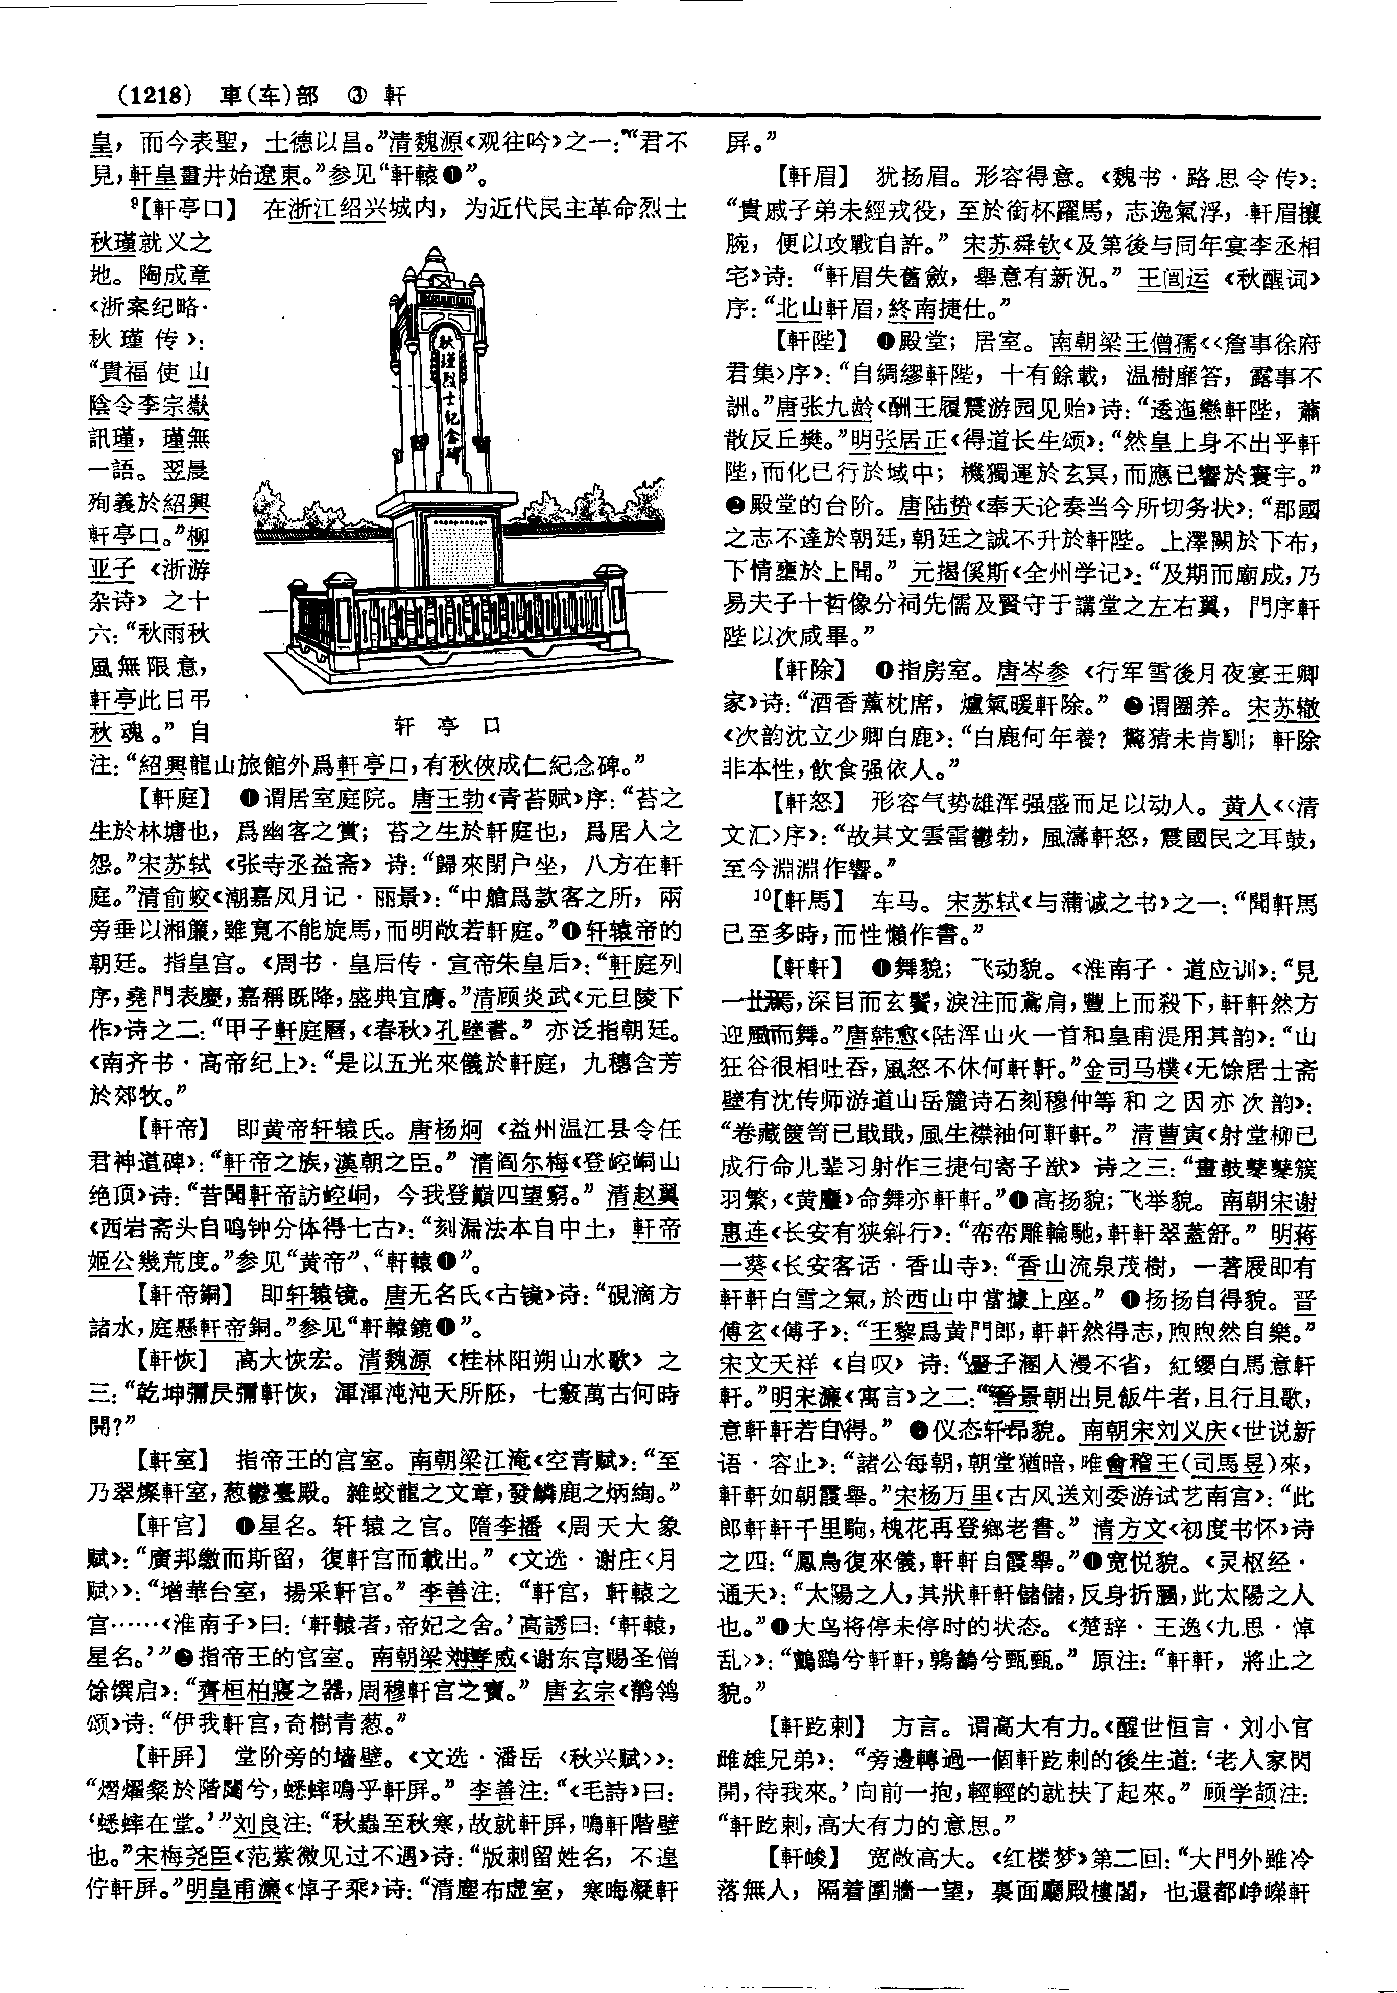 (1218) 車(车)部 ③ 軒
皇，而今表聖，土德以昌。”清魏源《观往吟》之一：“君不
見，軒皇畫井始遼東。”参见“軒轅❶”。
⁹【軒亭口】 在浙江绍兴城内，为近代民主革命烈士
秋瑾就义之
地。陶成章
《浙案纪略·
秋瑾传》：
“貴福使山
陰令李宗嶽
訊瑾，瑾無
一語。翌晨
殉義於紹興
軒亭口。”柳
亚子《浙游
杂诗》之十
六：“秋雨秋
風無限意，
軒亭此日弔
秋魂。”自
秋瑾烈士纪念碑
轩亭口
注：“紹興龍山旅館外爲軒亭口，有秋俠成仁紀念碑。”
【軒庭】 ❶谓居室庭院。唐王勃《青苔赋》序：“苔之
生於林塘也，爲幽客之賞；苔之生於軒庭也，爲居人之
怨。”宋苏轼《张寺丞益斋》诗：“歸來閉户坐，八方在軒
庭。”清俞蛟《潮嘉风月记·丽景》：“中艙爲款客之所，兩
旁垂以湘簾，雖寬不能旋馬，而明敞若軒庭。”❷轩辕帝的
朝廷。指皇宫。《周书·皇后传·宣帝朱皇后》：“軒庭列
序，堯門表慶，嘉稱既降，盛典宜膺。”清顾炎武《元旦陵下
作》诗之二：“甲子軒庭曆，《春秋》孔壁書。”亦泛指朝廷。
《南齐书·高帝纪上》：“是以五光來儀於軒庭，九穗含芳
於郊牧。”
【軒帝】 即黄帝轩辕氏。唐杨炯《益州温江县令任
君神道碑》：“軒帝之族，漢朝之臣。”清阎尔梅《登崆峒山
绝顶》诗：“昔聞軒帝訪崆峒，今我登巔四望窮。”清赵翼
《西岩斋头自鸣钟分体得七古》：“刻漏法本自中土，軒帝
姬公幾荒度。”参见“黄帝”、“軒轅❶”。
【軒帝銅】 即轩辕镜。唐无名氏《古镜》诗：“硯滴方
諸水，庭懸軒帝銅。”参见“軒轅鏡❶”。
【軒恢】 高大恢宏。清魏源《桂林阳朔山水歌》之
三：“乾坤彌戾彌軒恢，渾渾沌沌天所胚，七竅萬古何時
開？”
【軒室】 指帝王的宫室。南朝梁江淹《空青赋》：“至
乃翠燦軒室，葱鬱臺殿。雜蛟龍之文章，發麟鹿之炳絢。”
【軒宫】 ❶星名。轩辕之宫。隋李播《周天大象
赋》：“廣邦繳而斯留，復軒宫而載出。”《文选·谢庄〈月
赋〉》：“增華台室，揚采軒宫。”李善注：“軒宫，軒轅之
宫……《淮南子》曰：‘軒轅者，帝妃之舍。’高誘曰：‘軒轅，
星名。’”❷指帝王的宫室。南朝梁刘孝威《谢东宫赐圣僧
馀馔启》：“齊桓柏寢之器，周穆軒宫之寶。”唐玄宗《鹡鸰
颂》诗：“伊我軒宫，奇樹青葱。”
【軒屏】 堂阶旁的墙壁。《文选·潘岳〈秋兴赋〉》：
“熠燿粲於階闥兮，蟋蟀鳴乎軒屏。”李善注：“《毛詩》曰：
‘蟋蟀在堂。’”刘良注：“秋蟲至秋寒，故就軒屏，鳴軒階壁
也。”宋梅尧臣《范紫微见过不遇》诗：“版刺留姓名，不遑
佇軒屏。”明皇甫濂《悼子乘》诗：“清塵布虚室，寒晦凝軒
屏。”
【軒眉】 犹扬眉。形容得意。《魏书·路思令传》：
“貴戚子弟未經戎役，至於銜杯躍馬，志逸氣浮，軒眉攘
腕，便以攻戰自許。”宋苏舜钦《及第後与同年宴李丞相
宅》诗：“軒眉失舊斂，舉意有新況。”王闿运《秋醒词》
序：“北山軒眉，終南捷仕。”
【軒陛】 ❶殿堂；居室。南朝梁王僧孺《〈詹事徐府
君集〉序》：“自綢繆軒陛，十有餘載，温樹靡答，露事不
詶。”唐张九龄《酬王履震游园见贻》诗：“逶迤戀軒陛，蕭
散反丘樊。”明张居正《得道长生颂》：“然皇上身不出乎軒
陛，而化已行於域中；機獨運於玄冥，而應已響於寰宇。”
❷殿堂的台阶。唐陆贽《奉天论奏当今所切务状》：“郡國
之志不達於朝廷，朝廷之誠不升於軒陛。上澤闕於下布，
下情壅於上聞。”元揭傒斯《全州学记》：“及期而廟成，乃
易夫子十哲像分祠先儒及賢守于講堂之左右翼，門序軒
陛以次咸畢。”
【軒除】 ❶指房室。唐岑参《行军雪後月夜宴王卿
家》诗：“酒香薰枕席，爐氣暖軒除。”❷谓圈养。宋苏辙
《次韵沈立少卿白鹿》：“白鹿何年養？驚猜未肯馴；軒除
非本性，飲食强依人。”
【軒怒】 形容气势雄浑强盛而足以动人。黄人《〈清
文汇〉序》：“故其文雲雷鬱勃，風濤軒怒，震國民之耳鼓，
至今淵淵作響。”
¹⁰【軒馬】 车马。宋苏轼《与蒲诚之书》之一：“聞軒馬
已至多時，而性懶作書。”
【軒軒】 ❶舞貌；飞动貌。《淮南子·道应训》：“見
一士焉，深目而玄鬢，淚注而鳶肩，豐上而殺下，軒軒然方
迎風而舞。”唐韩愈《陆浑山火一首和皇甫湜用其韵》：“山
狂谷很相吐吞，風怒不休何軒軒。”金司马樸《无馀居士斋
壁有沈传师游道山岳麓诗石刻穆仲等和之因亦次韵》：
“卷藏篋笥已戢戢，風生襟袖何軒軒。”清曹寅《射堂柳已
成行命儿辈习射作三捷句寄子猷》诗之三：“畫鼓鼕鼕簇
羽繁，《黄麞》命舞亦軒軒。”❷高扬貌；飞举貌。南朝宋谢
惠连《长安有狭斜行》：“帟帟雕輪馳，軒軒翠蓋舒。”明蒋
一葵《长安客话·香山寺》：“香山流泉茂樹，一著屐即有
軒軒白雪之氣，於西山中當據上座。”❸扬扬自得貌。晋
傅玄《傅子》：“王黎爲黄門郎，軒軒然得志，煦煦然自樂。”
宋文天祥《自叹》诗：“豎子溷人漫不省，紅纓白馬意軒
軒。”明宋濂《寓言》之二：“晉景朝出見飯牛者，且行且歌，
意軒軒若自得。”❹仪态轩昂貌。南朝宋刘义庆《世说新
语·容止》：“諸公每朝，朝堂猶暗，唯會稽王(司馬昱)來，
軒軒如朝霞舉。”宋杨万里《古风送刘委游试艺南宫》：“此
郎軒軒千里駒，槐花再登鄉老書。”清方文《初度书怀》诗
之四：“鳳鳥復來儀，軒軒自霞舉。”❺宽悦貌。《灵枢经·
通天》：“太陽之人，其狀軒軒儲儲，反身折膕，此太陽之人
也。”❻大鸟将停未停时的状态。《楚辞·王逸〈九思·悼
乱〉》：“鶴鷂兮軒軒，鶉鷂兮甄甄。”原注：“軒軒，將止之
貌。”
【軒趷刺】 方言。谓高大有力。《醒世恒言·刘小官
雌雄兄弟》：“旁邊轉過一個軒趷刺的後生道：‘老人家閃
開，待我來。’向前一抱，輕輕的就扶了起來。”顾学颉注：
“軒趷刺，高大有力的意思。”
【軒峻】 宽敞高大。《红楼梦》第二回：“大門外雖冷
落無人，隔着圍牆一望，裏面廳殿樓閣，也還都峥嵘軒